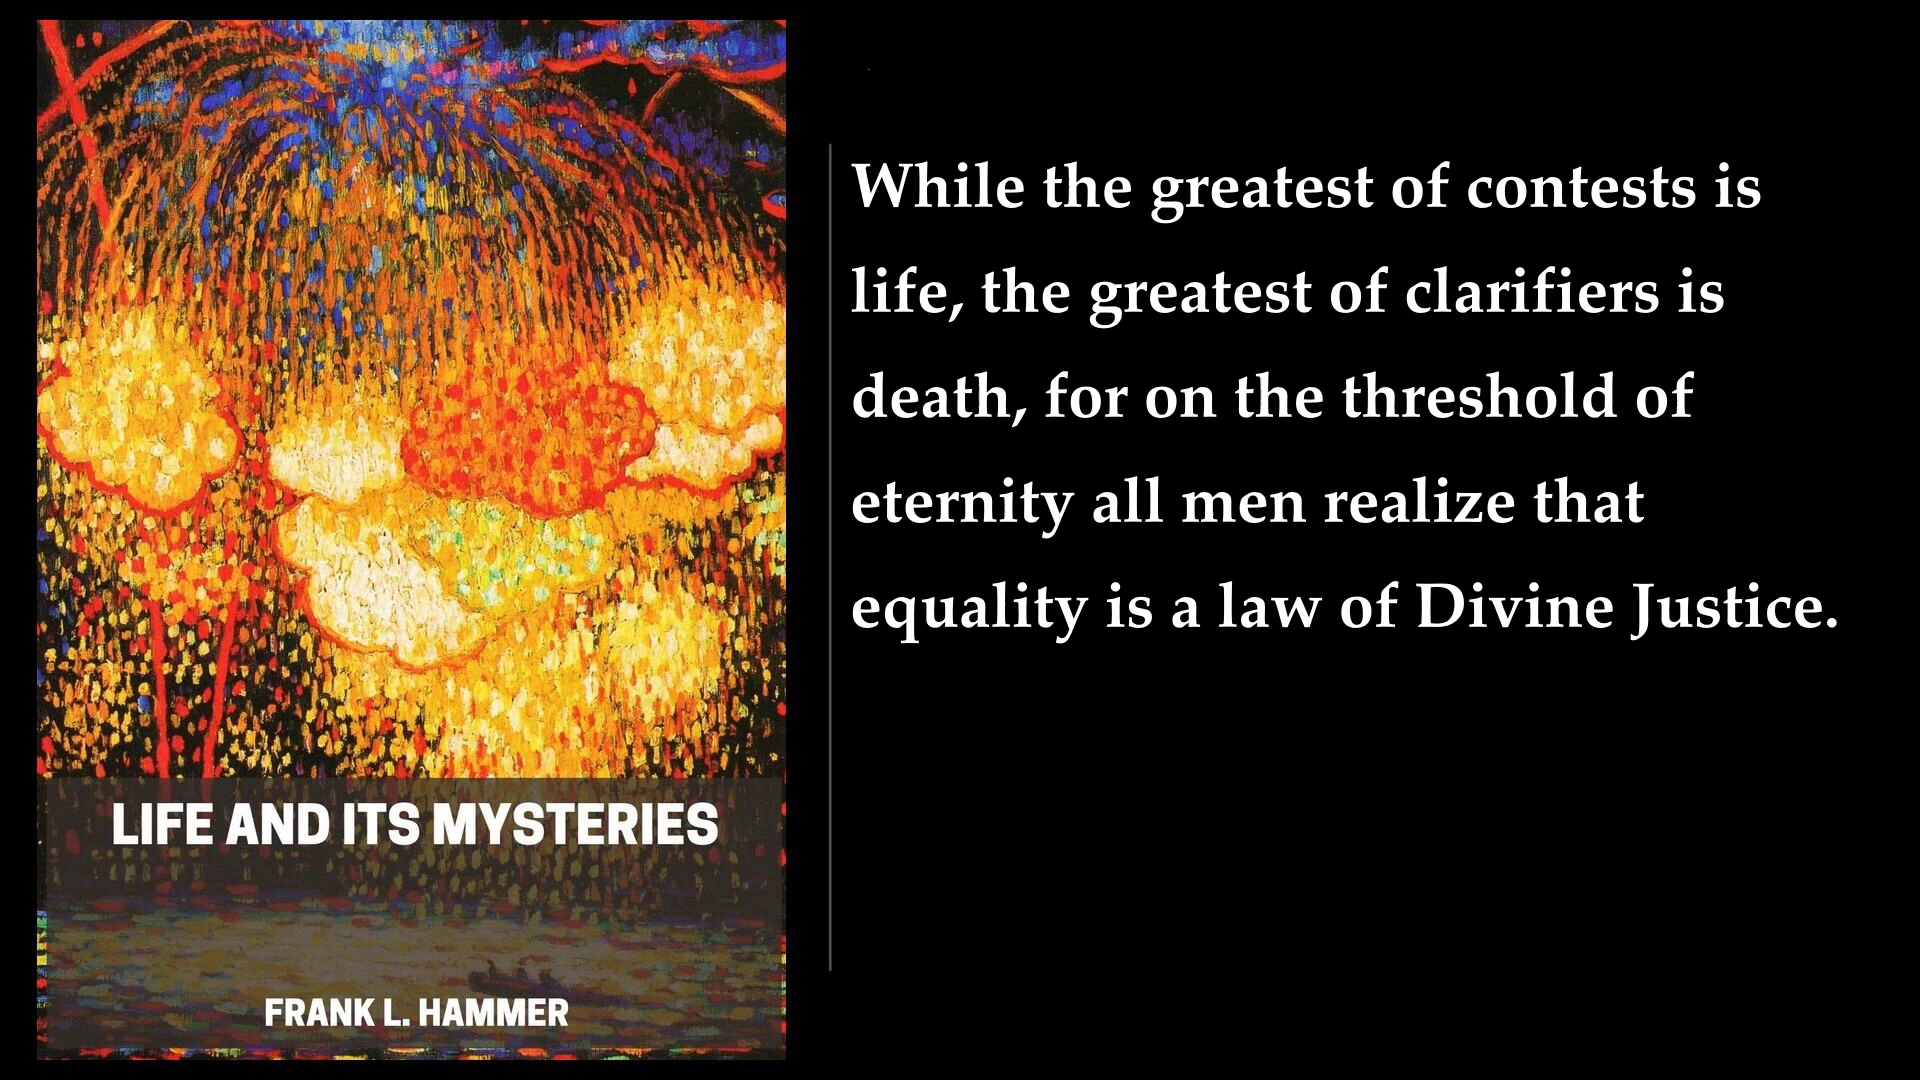 LIFE AND ITS MYSTERIES
FRANK L. HAMMER
While the greatest of contests is
life, the greatest of clarifiers is
death, for on the threshold of
eternity all men realize that
equality is a law of Divine Justice.